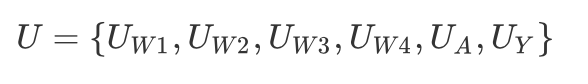 U = {U_{W1}, U_{W2}, U_{W3}, U_{W4}, U_A, U_Y}